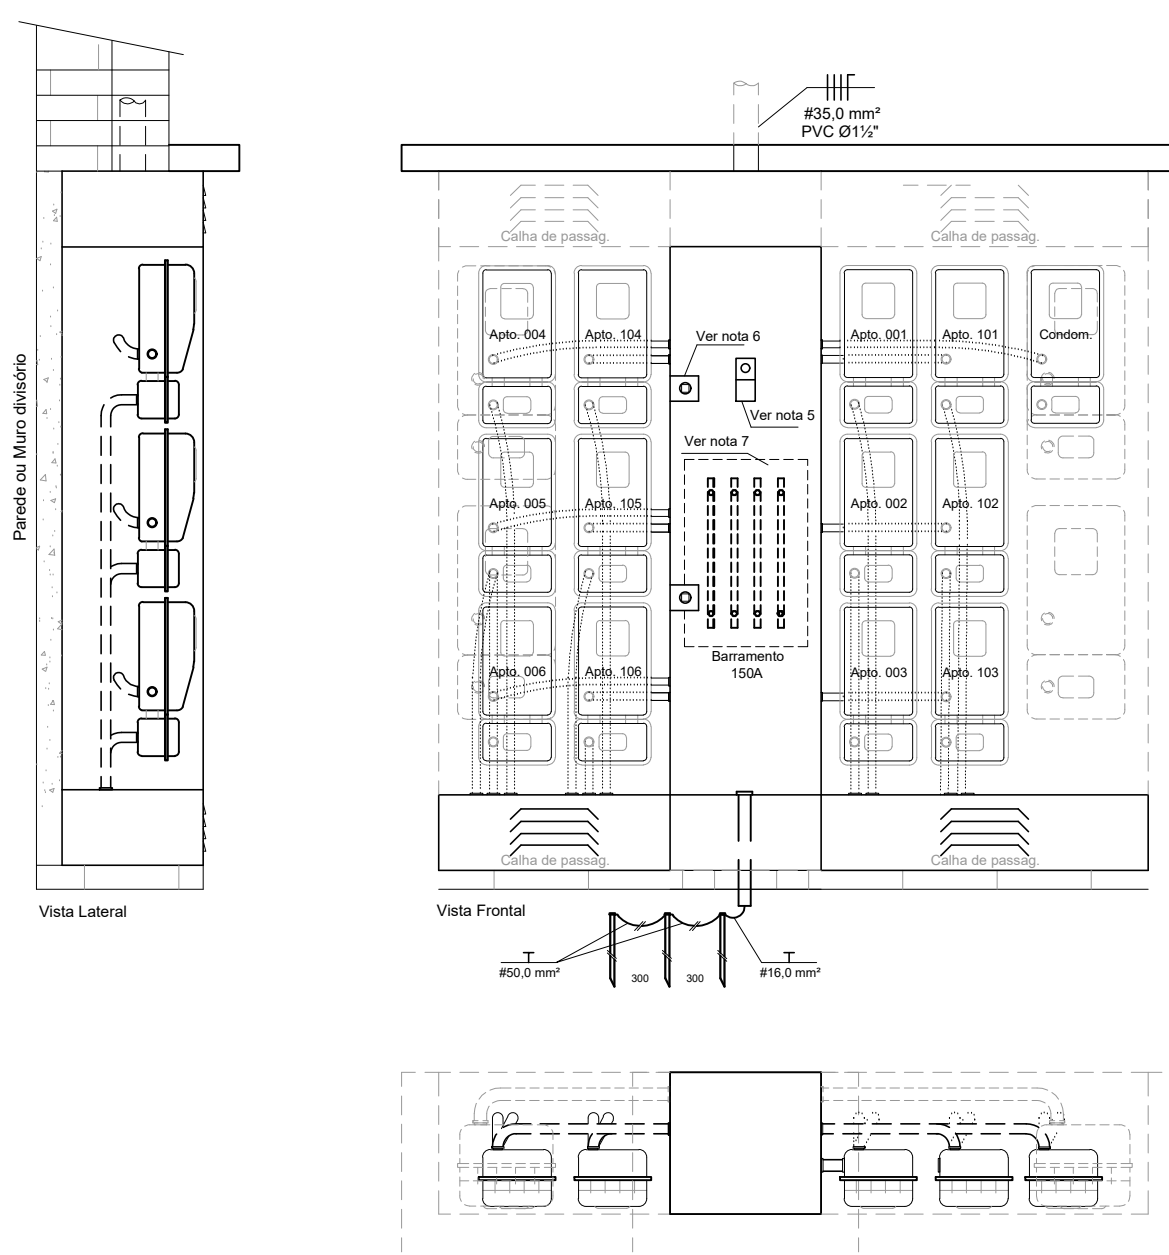 #35,0 mm²
PVC Ø1½"
Calha de passag.
Calha de passag.
Apto. 004
Apto. 104
Ver nota 6
Apto. 001
Apto. 101
Condom.
Parede ou Muro divisório
Ver nota 5
Ver nota 7
Apto. 005
Apto. 105
Apto. 002
Apto. 102
Barramento
150A
Apto. 006
Apto. 106
Apto. 003
Apto. 103
Calha de passag.
Calha de passag.
Vista Lateral
Vista Frontal
#50,0 mm²
300
300
#16,0 mm²